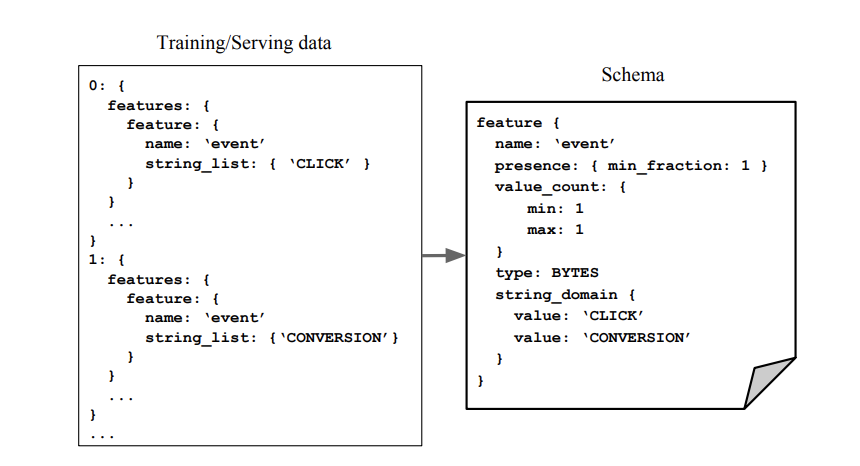 Training/Serving data
0: {
features: {
feature: {
name: ‘event’
string_list: { ‘CLICK’ }
}
}
...
}
1: {
features: {
feature: {
name: ‘event’
string_list: {‘CONVERSION’}
}
}
...
}
...
Schema
feature {
name: ‘event’
presence: { min_fraction: 1 }
value_count: {
min: 1
max: 1
}
type: BYTES
string_domain {
value: ‘CLICK’
value: ‘CONVERSION’
}
}